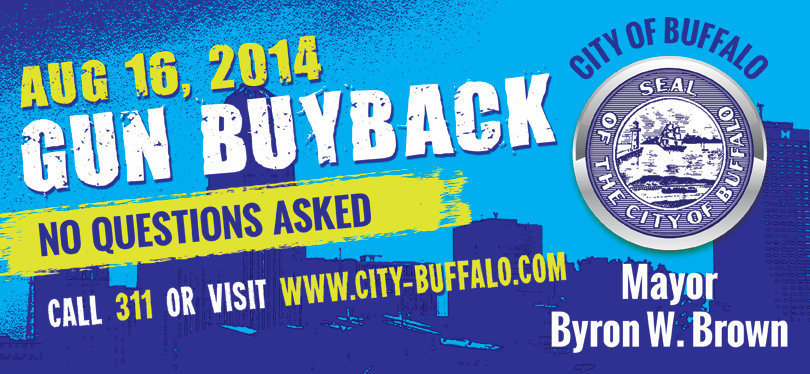 AUG 16, 2014
GUN BUYBACK
NO QUESTIONS ASKED
CALL 311 OR VISIT WWW.CITY-BUFFALO.COM
CITY OF BUFFALO
SEAL
OF THE CITY OF BUFFALO
Mayor
Byron W. Brown